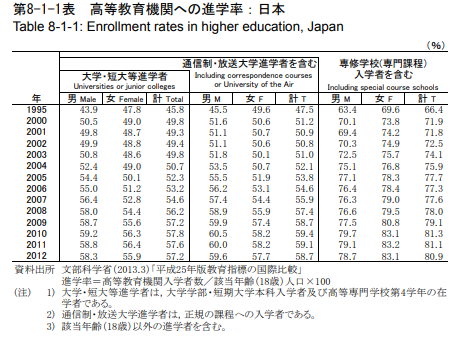 第8-1-1表　高等教育機関への進学率：日本
Table 8-1-1: Enrollment rates in higher education, Japan
(%)
通信制・放送大学進学者を含む 専修学校(専門課程)
大学・短大等進学者 Including correspondence courses 入学者を含む
Universities or junior colleges or University of the Air Including special course schools
年 男 Male 女 Female 計 Total 男 M 女 F 計 T 男 M 女 F 計 T
1995 43.9 47.8 45.8 45.5 49.6 47.5 63.4 69.6 66.4
2000 50.5 49.0 49.8 51.6 50.6 51.2 70.1 73.8 71.9
2001 49.8 48.7 49.3 51.1 50.7 50.9 69.4 74.2 71.8
2002 49.9 48.8 49.4 51.1 50.6 50.8 70.3 74.9 72.5
2003 50.8 48.6 49.8 51.8 50.1 51.0 72.5 75.7 74.1
2004 52.4 49.0 50.7 53.5 50.7 52.1 75.1 76.8 75.9
2005 54.4 50.1 52.3 55.5 51.9 53.8 77.1 78.3 77.7
2006 55.0 51.2 53.2 56.2 53.1 54.6 76.4 78.4 77.3
2007 56.4 52.8 54.6 57.4 54.4 55.9 76.3 79.0 77.6
2008 58.0 54.4 56.2 58.9 55.9 57.4 76.6 79.5 78.0
2009 58.7 55.6 57.2 59.9 57.4 58.7 77.5 80.8 79.1
2010 59.2 56.3 57.8 60.5 58.2 59.4 79.7 83.1 81.3
2011 58.8 56.4 57.6 60.0 58.2 59.1 79.1 83.2 81.1
2012 58.3 55.9 57.2 59.6 57.7 58.7 78.7 83.1 80.9
資料出所　文部科学省(2013.3)「平成25年版教育指標の国際比較」
進学率＝高等教育機関入学者数／該当年齢(18歳)人口×100
(注)　1) 大学・短大等進学者は，大学学部・短期大学本科入学者及び高等専門学校第4学年の在
学者である。
2) 通信制・放送大学進学者は，正規の課程への入学者である。
3) 該当年齢(18歳)以外の進学者を含む。